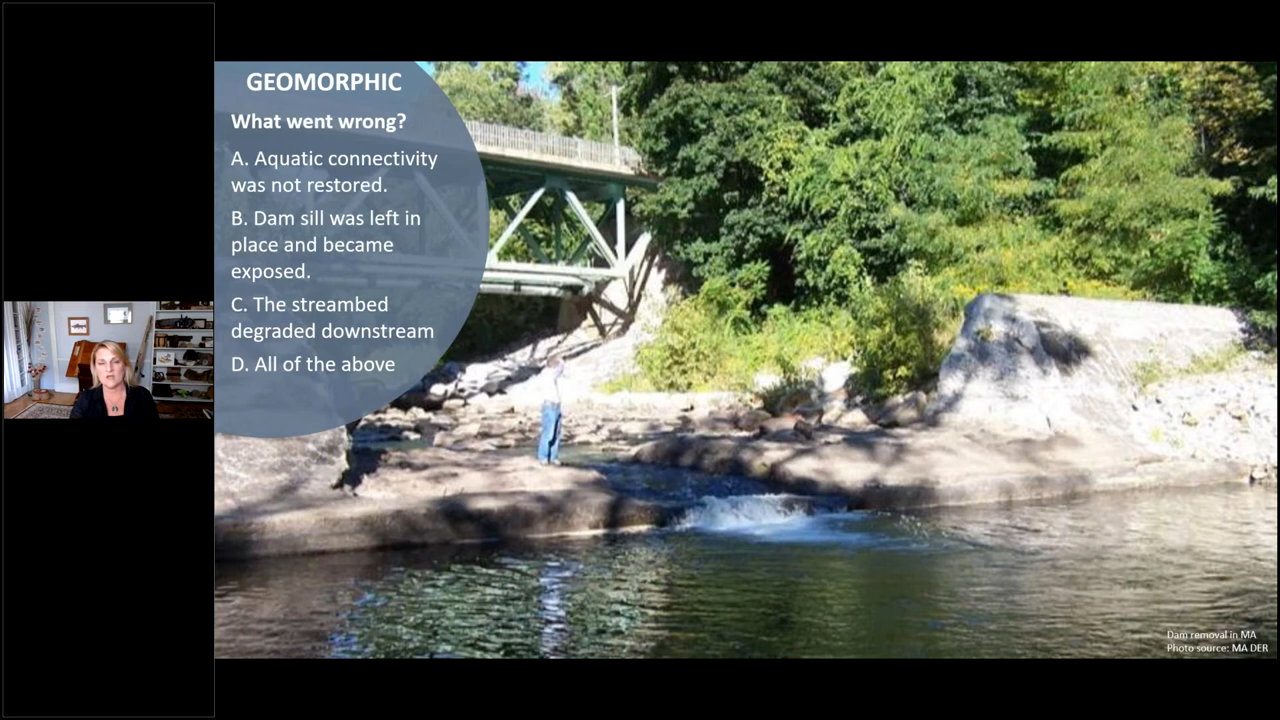 GEOMORPHIC
What went wrong?
A. Aquatic connectivity
was not restored.
B. Dam sill was left in
place and became
exposed.
C. The streambed
degraded downstream
D. All of the above
Dam removal in MA
Photo source: MA DER